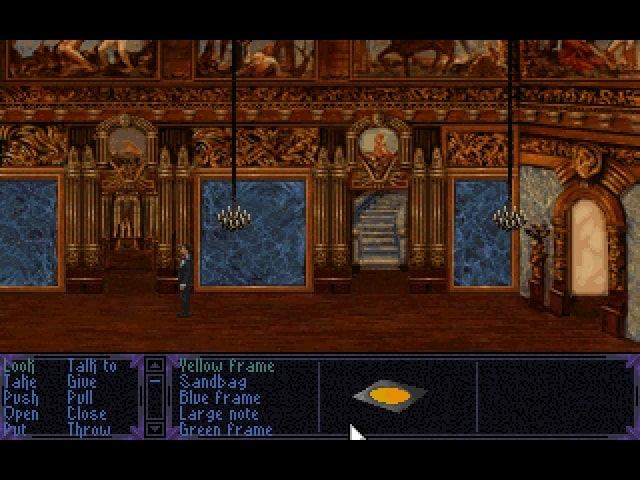 Look Talk to Yellow frame
Take Give Sandbag
Push Pull Blue frame
Open Close Large note
Put Throw Green frame